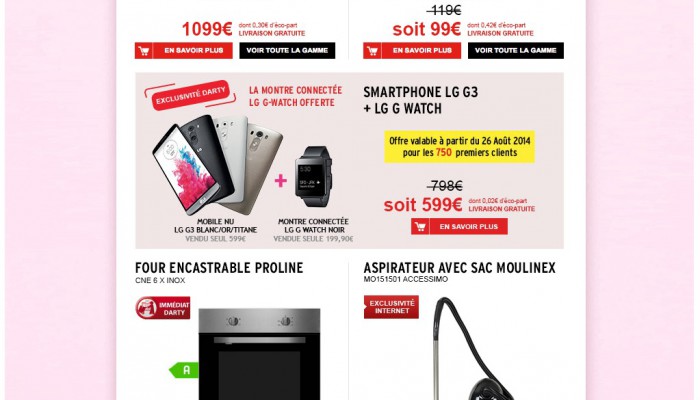 1099€ dont 0,30€ d'éco-part
LIVRAISON GRATUITE
EN SAVOIR PLUS
VOIR TOUTE LA GAMME
119€
soit 99€ dont 0,42€ d'éco-part
LIVRAISON GRATUITE
EN SAVOIR PLUS
VOIR TOUTE LA GAMME
EXCLUSIVITÉ DARTY
LA MONTRE CONNECTÉE
LG G-WATCH OFFERTE
MOBILE NU
LG G3 BLANC/OR/TITANE
VENDU SEUL 599€
+
MONTRE CONNECTÉE
LG G WATCH NOIR
VENDUE SEULE 199,90€
SMARTPHONE LG G3
+ LG G WATCH
Offre valable à partir du 26 Août 2014
pour les 750 premiers clients
798€
soit 599€ dont 0,02€ d'éco-part
LIVRAISON GRATUITE
EN SAVOIR PLUS
FOUR ENCASTRABLE PROLINE
CNE 6 X INOX
IMMÉDIAT
DARTY
A
ASPIRATEUR AVEC SAC MOULINEX
MO151501 ACCESSIMO
EXCLUSIVITÉ
INTERNET